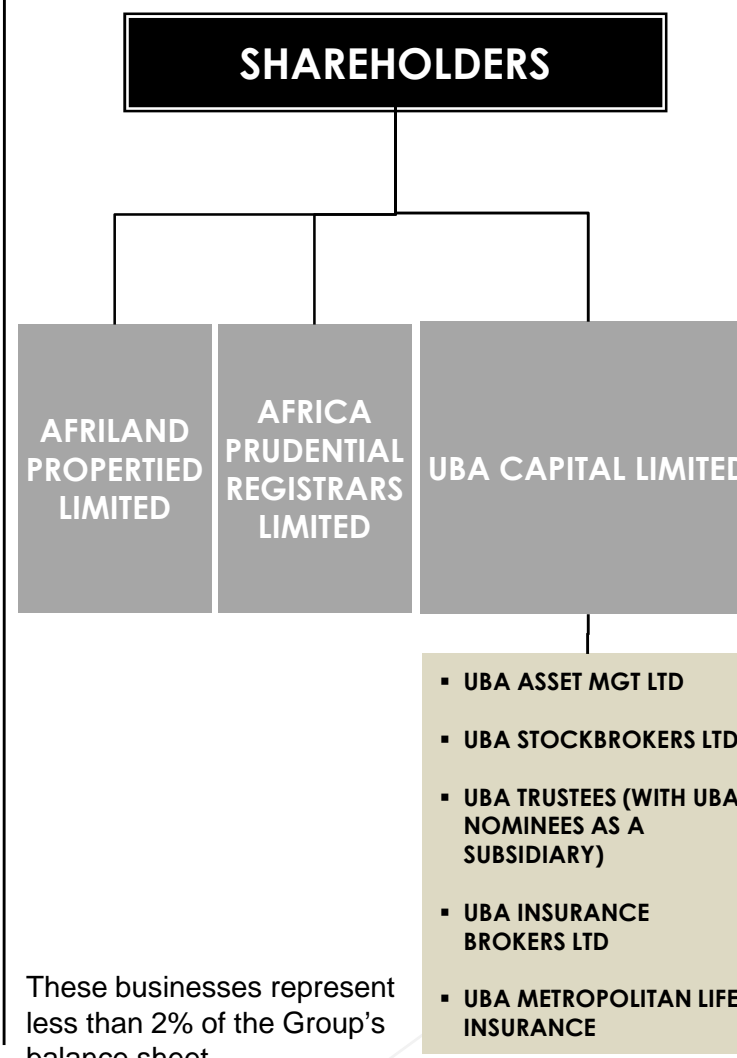 SHAREHOLDERS
AFRILAND
PROPERTIED
LIMITED
AFRICA
PRUDENTIAL
REGISTRARS
LIMITED
UBA CAPITAL LIMITED
▪ UBA ASSET MGT LTD
▪ UBA STOCKBROKERS LTD
▪ UBA TRUSTEES (WITH UBA
NOMINEES AS A
SUBSIDIARY)
▪ UBA INSURANCE
BROKERS LTD
▪ UBA METROPOLITAN LIFE
INSURANCE
These businesses represent
less than 2% of the Group's
balance sheet